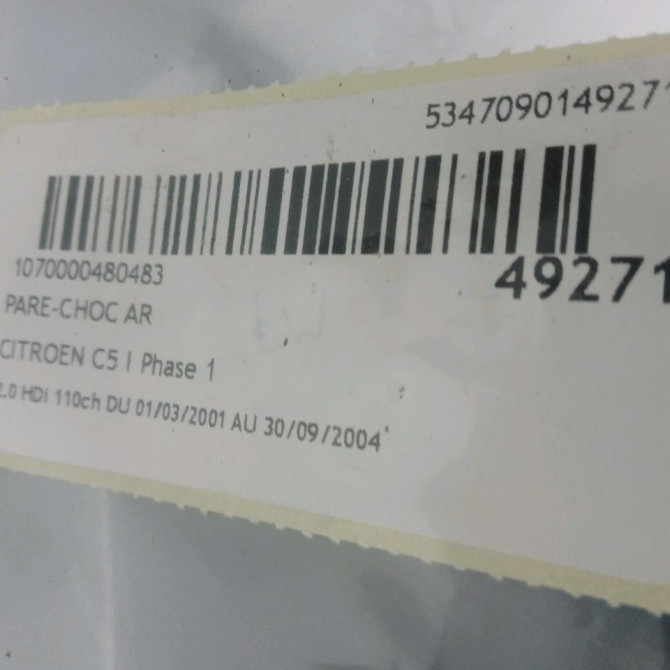 534709014927
1070000480483
49271
PARE-CHOC AR
CITROEN C5 I Phase 1
2.0 HDI 110ch DU 01/03/2001 AU 30/09/2004